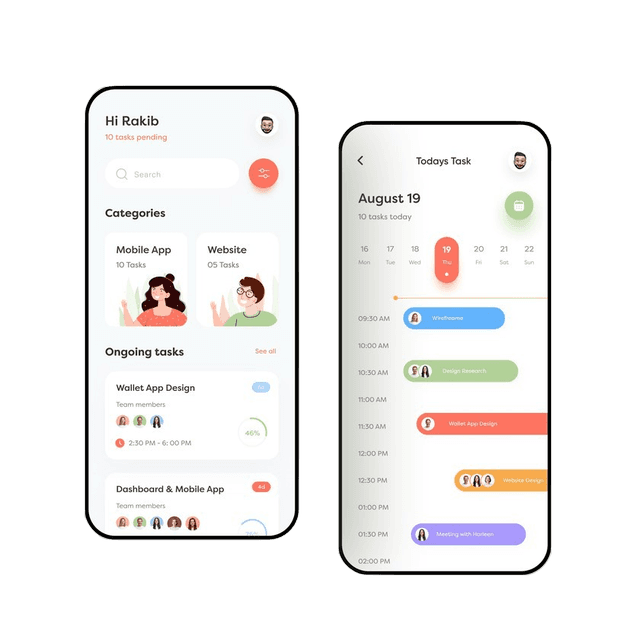 Hi Rakib
10 tasks pending
Search
Categories
Mobile App
10 Tasks
Website
05 Tasks
Ongoing tasks
See all
Wallet App Design
Team members
46%
2:30 PM - 6: 00 PM
Dashboard & Mobile App
4d
Team members
Todays Task
August 19
10 tasks today
16 17 18 19 20 21 22
Mon Tue Wed Thu Fri Sat Sun
09:30 AM
10:00 AM
10:30 AM Design Research
11:00 AM
11:30 AM Wallet App Design
12:00 PM
12:30 PM Website Design
01:00 PM
01:30 PM Meeting with
02:00 PM